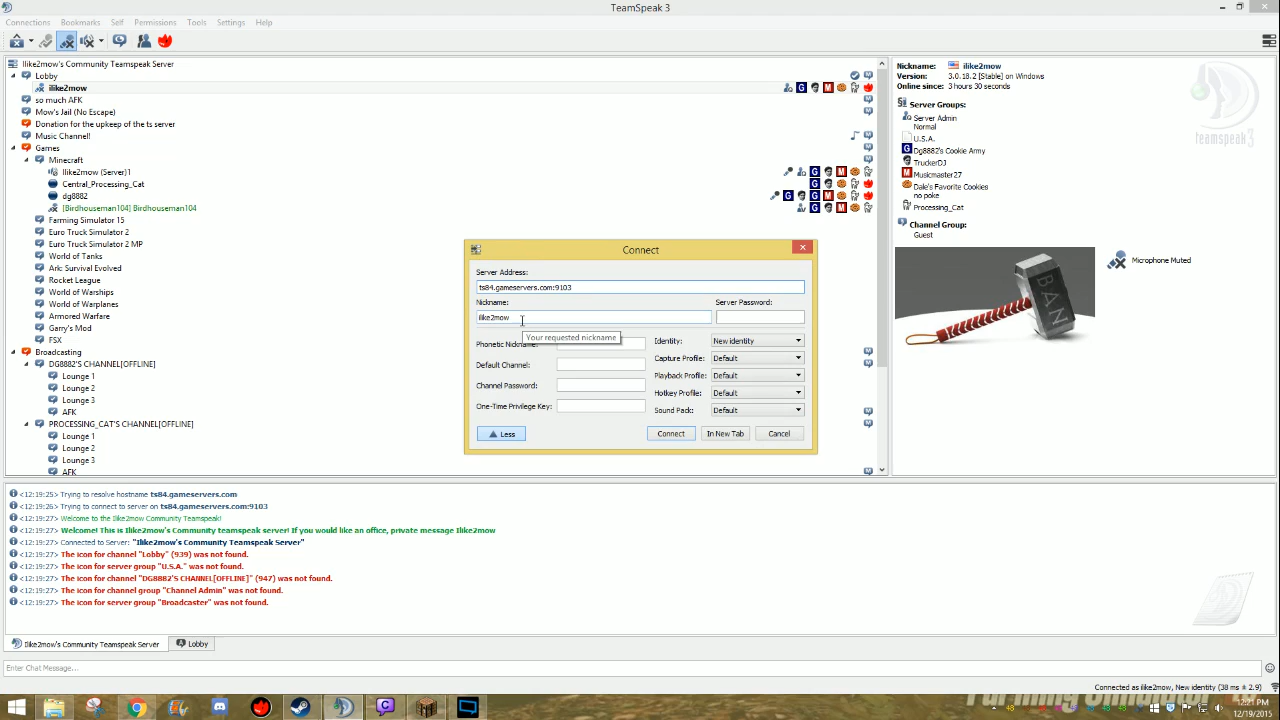 TeamSpeak 3
Connections Bookmarks Self Permissions Tools Settings Help
Ilike2mow's Community Teamspeak Server
Lobby
ilike2mow
so much AFK
Mow's Jail (No Escape)
Donation for the upkeep of the ts server
Music Channel!
Games
Minecraft
Ilike2mow (Server)1
Central_Processing_Cat
dg8882
[Birdhouseman104] Birdhouseman104
Farming Simulator 15
Euro Truck Simulator 2
Euro Truck Simulator 2 MP
World of Tanks
Ark: Survival Evolved
Rocket League
World of Warships
World of Warplanes
Armored Warfare
Garry's Mod
FSX
Broadcasting
DG8882'S CHANNEL[OFFLINE]
Lounge 1
Lounge 2
Lounge 3
AFK
PROCESSING_CAT'S CHANNEL[OFFLINE]
Lounge 1
Lounge 2
Lounge 3
AFK
Connect
Server Address:
ts84.gameservers.com:9103
Nickname: Server Password:
ilike2mow
Your requested nickname
Phonetic Nickname: Identity: New identity
Default Channel: Capture Profile: Default
Playback Profile: Default
Channel Password: Hotkey Profile: Default
One-Time Privilege Key: Sound Pack: Default
Less Connect In New Tab Cancel
Nickname: ilike2mow
Version: 3.0.18.2 [Stable] on Windows
Online since: 3 hours 30 seconds
Server Groups:
Server Admin
Normal
U.S.A.
Dg8882's Cookie Army
TruckerDJ
Musicmaster27
Dale's Favorite Cookies
no poke
Processing_Cat
Channel Group:
Guest
teamspeak3
BAN
Microphone Muted
<12:19:25> Trying to resolve hostname ts84.gameservers.com
<12:19:26> Trying to connect to server on ts84.gameservers.com:9103
<12:19:27> Welcome to the Ilike2mow Community Teamspeak!
<12:19:27> Welcome! This is Ilike2mow's Community teamspeak server! If you would like an office, private message Ilike2mow
<12:19:27> Connected to Server: "Ilike2mow's Community Teamspeak Server"
<12:19:27> The icon for channel "Lobby" (939) was not found.
<12:19:27> The icon for server group "U.S.A." was not found.
<12:19:27> The icon for channel "DG8882'S CHANNEL[OFFLINE]" (947) was not found.
<12:19:27> The icon for channel group "Channel Admin" was not found.
<12:19:27> The icon for server group "Broadcaster" was not found.
Ilike2mow's Community Teamspeak Server Lobby
Enter Chat Message...
Connected as ilike2mow, New identity (38 ms ± 2.9)
12:21 PM
12/19/2015